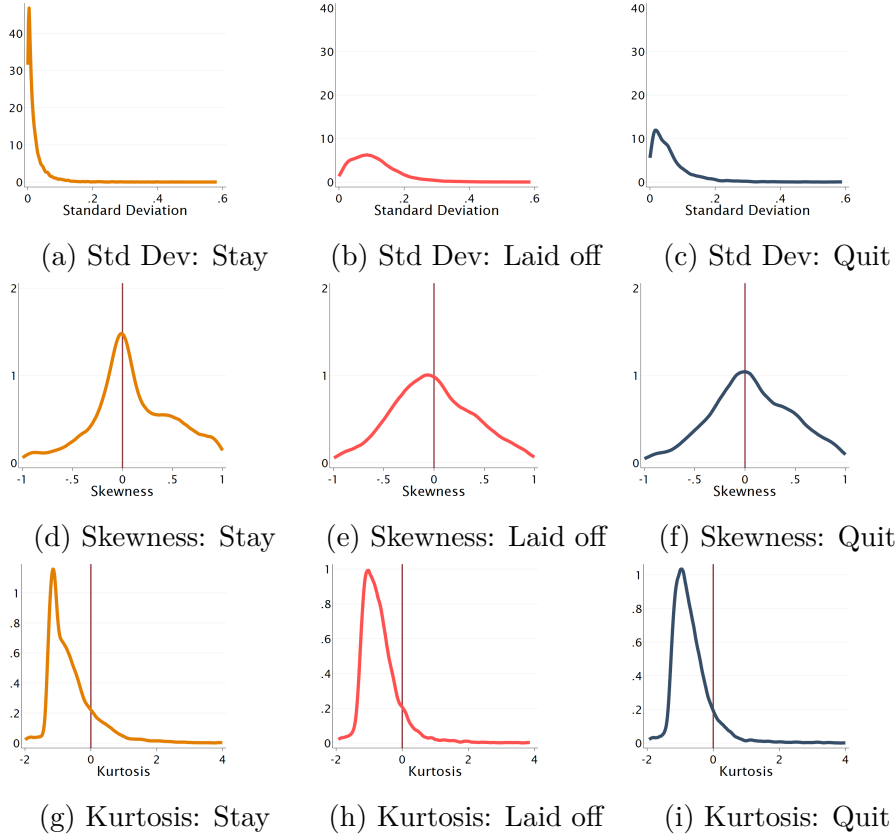 40 30 20 10 0
0 .2 .4 .6
Standard Deviation
(a) Std Dev: Stay
40 30 20 10 0
0 .2 .4 .6
Standard Deviation
(b) Std Dev: Laid off
40 30 20 10 0
0 .2 .4 .6
Standard Deviation
(c) Std Dev: Quit
2 1 0
-1 -.5 0 .5 1
Skewness
(d) Skewness: Stay
2 1 0
-1 -.5 0 .5 1
Skewness
(e) Skewness: Laid off
2 1 0
-1 -.5 0 .5 1
Skewness
(f) Skewness: Quit
1 .8 .6 .4 .2 0
-2 0 2 4
Kurtosis
(g) Kurtosis: Stay
1 .8 .6 .4 .2 0
-2 0 2 4
Kurtosis
(h) Kurtosis: Laid off
1 .8 .6 .4 .2 0
-2 0 2 4
Kurtosis
(i) Kurtosis: Quit